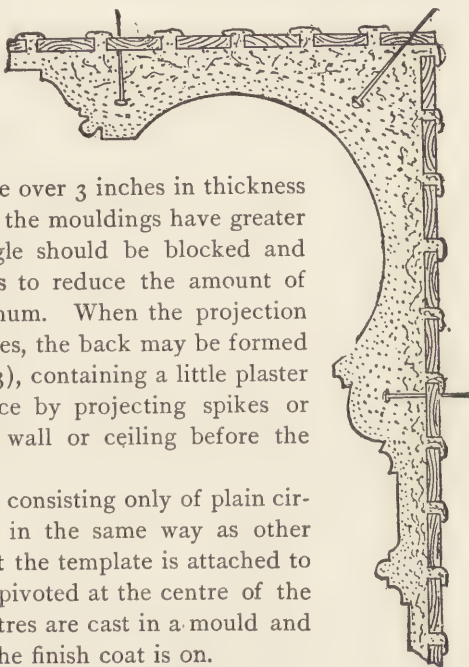 e over 3 inches in thickness
the mouldings have greater
gle should be blocked and
s to reduce the amount of
num. When the projection
es, the back may be formed
3), containing a little plaster
ce by projecting spikes or
wall or ceiling before the
consisting only of plain cir-
in the same way as other
t the template is attached to
pivoted at the centre of the
tres are cast in a mould and
he finish coat is on.